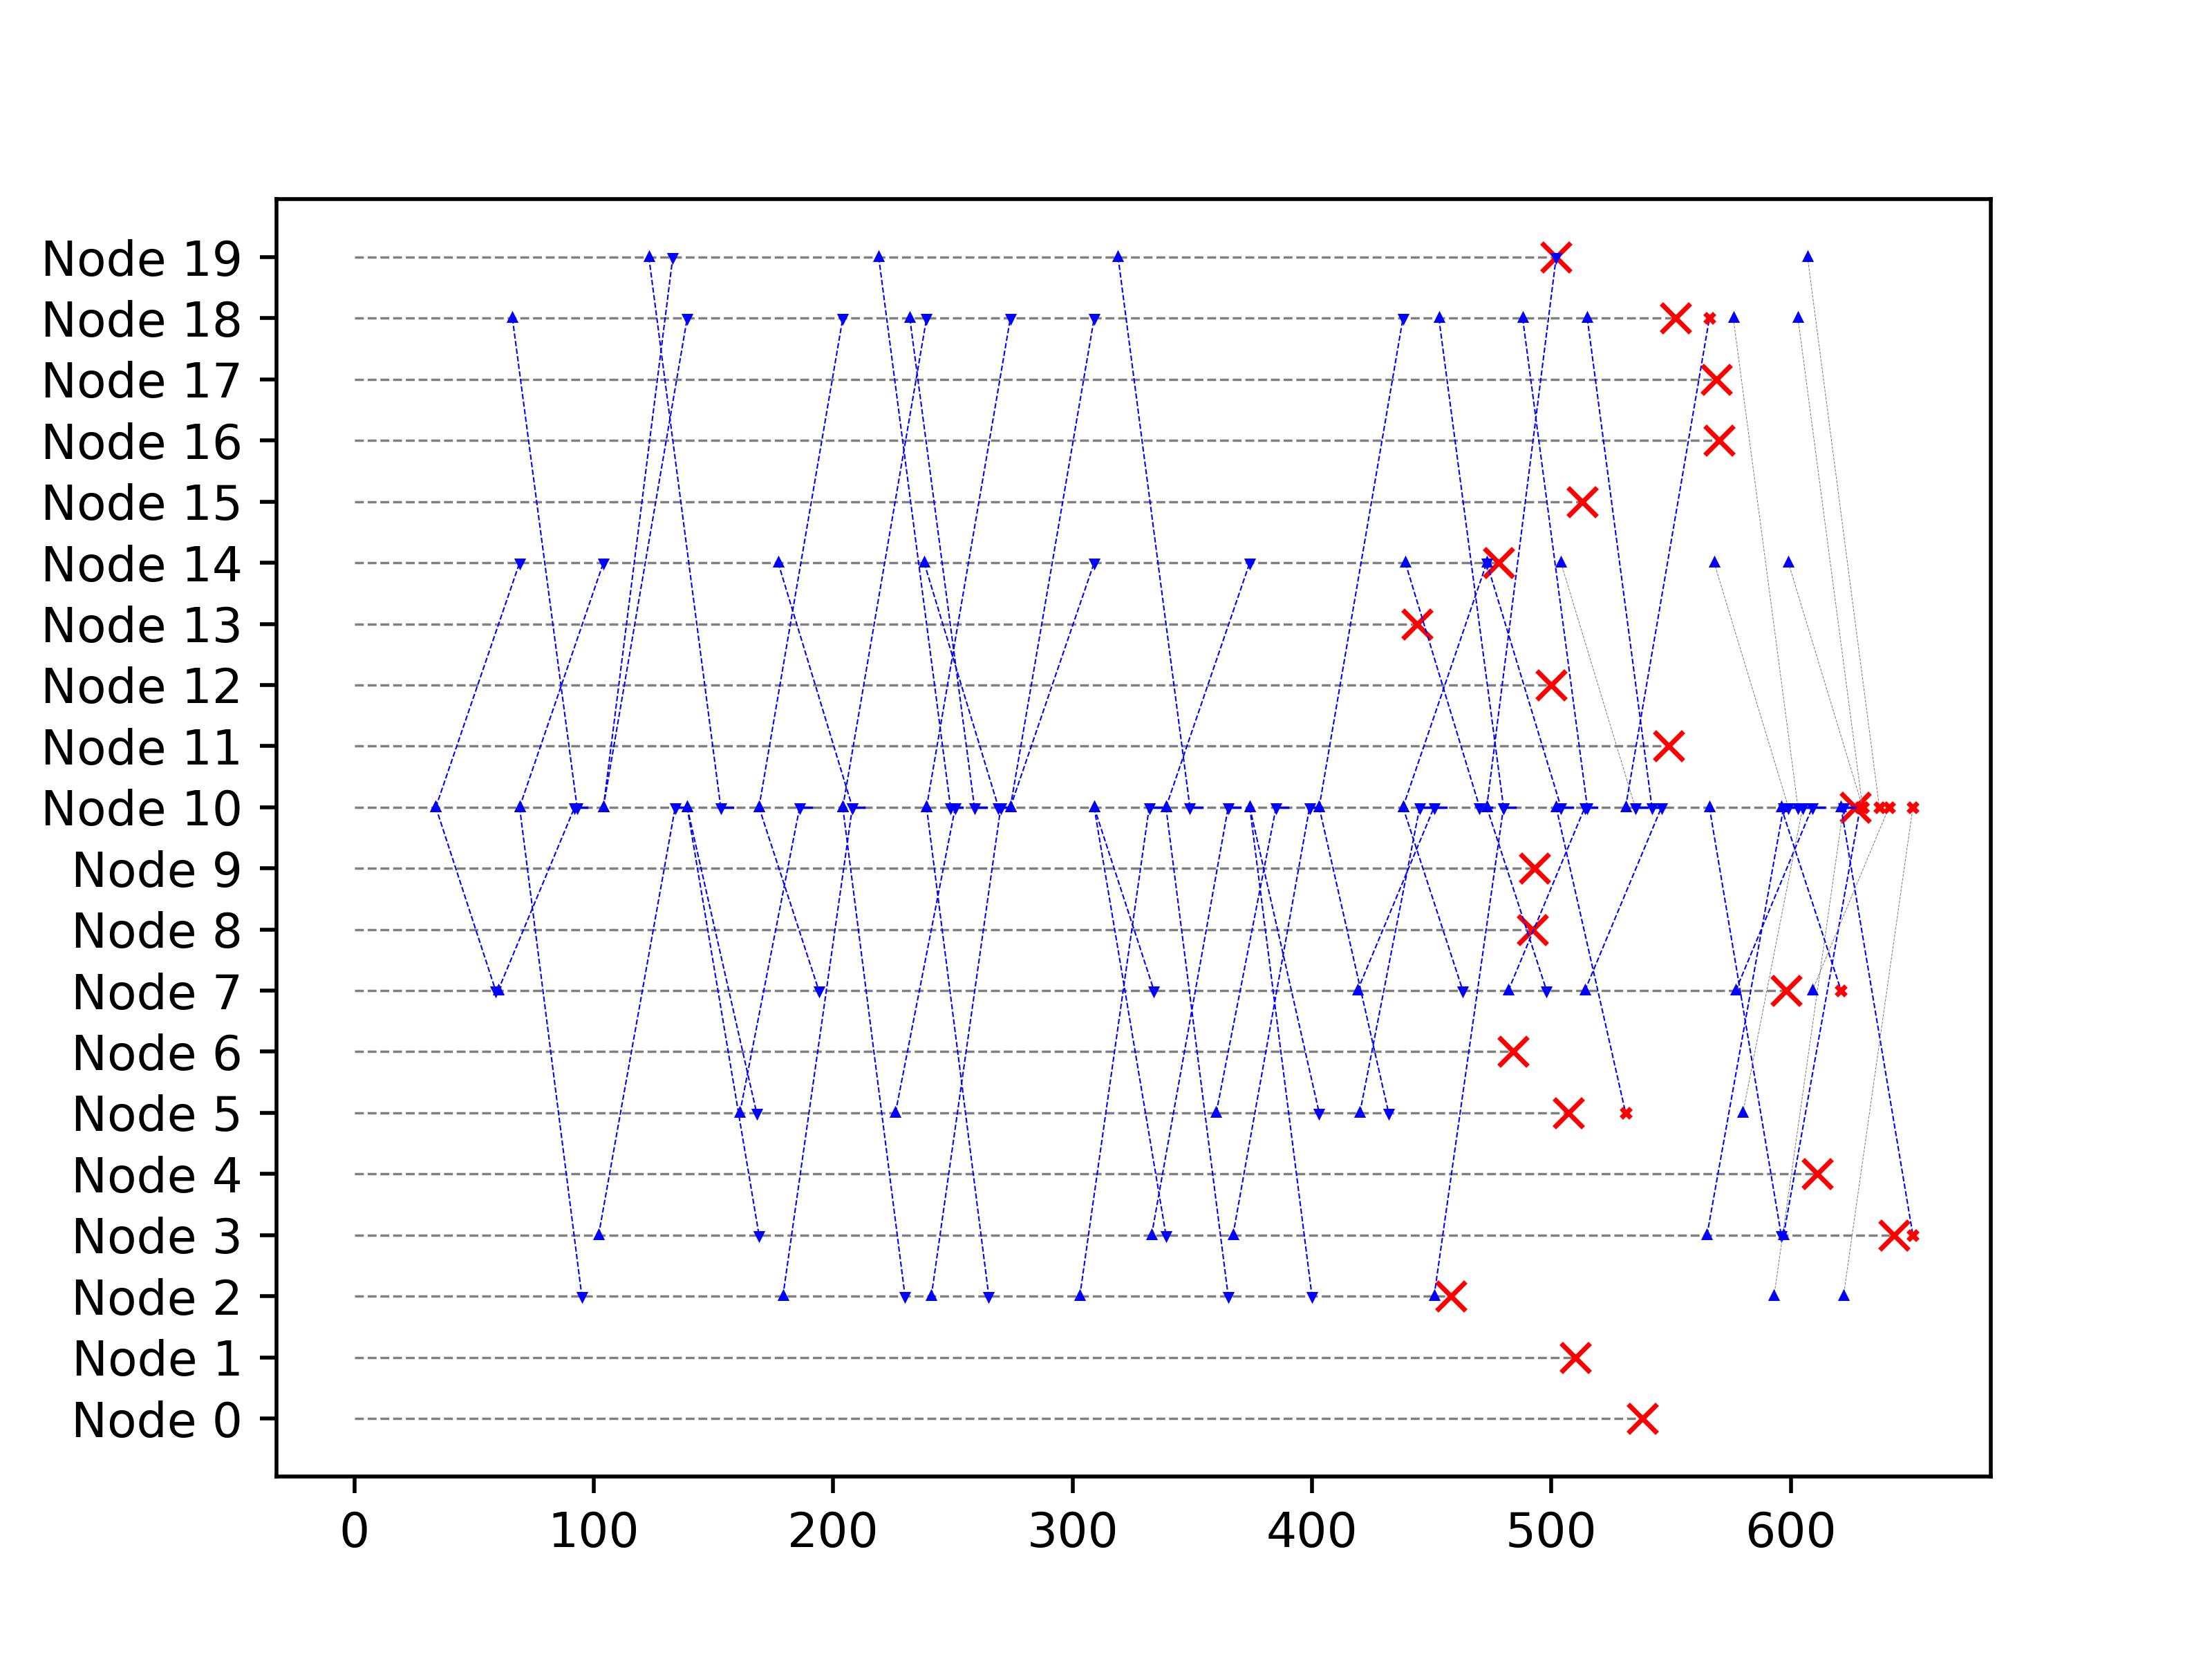 Node 19
Node 18
Node 17
Node 16
Node 15
Node 14
Node 13
Node 12
Node 11
Node 10
Node 9
Node 8
Node 7
Node 6
Node 5
Node 4
Node 3
Node 2
Node 1
Node 0
0 100 200 300 400 500 600